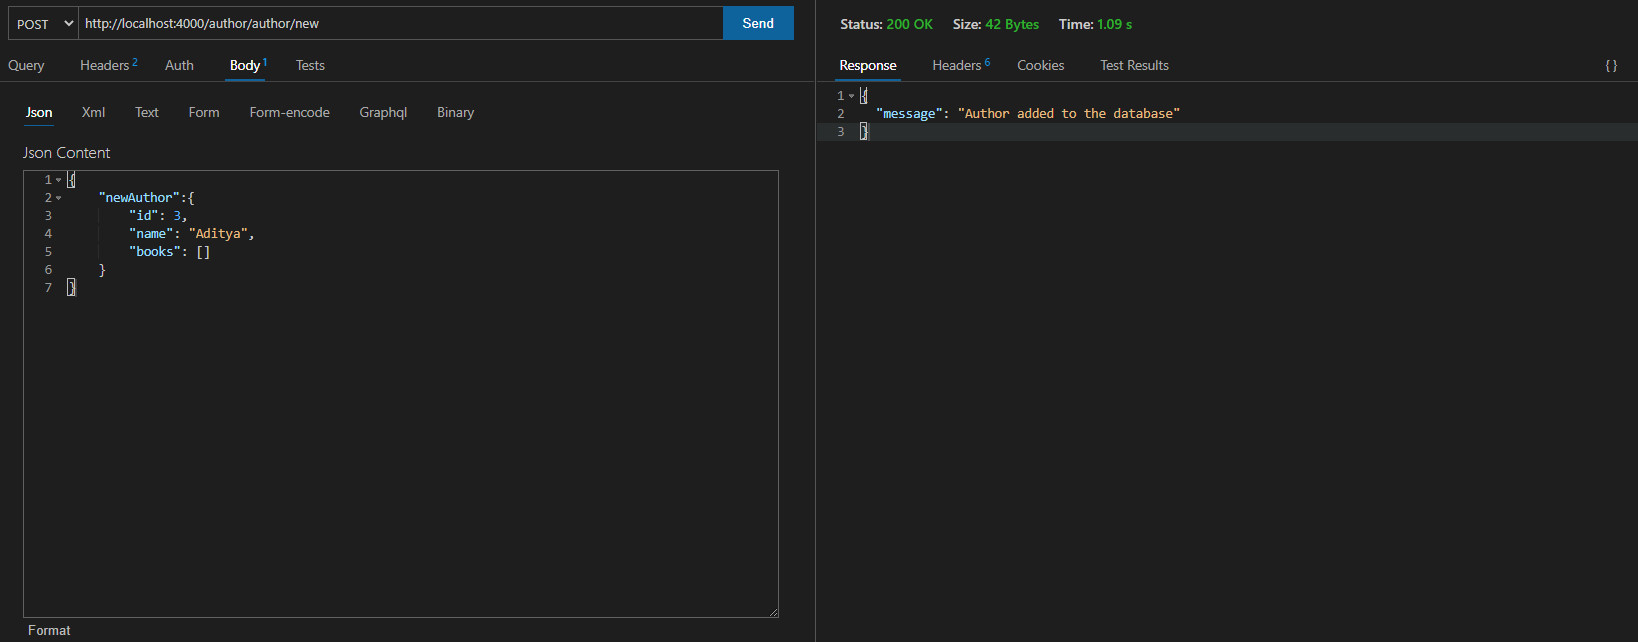 POST http://localhost:4000/author/author/new Send
Query Headers 2 Auth Body 1 Tests
Json Xml Text Form Form-encode Graphql Binary
Json Content
1 {
2 "newAuthor":{
3 "id": 3,
4 "name": "Aditya",
5 "books": []
6 }
7 }
Format
Status: 200 OK Size: 42 Bytes Time: 1.09 s
Response Headers 6 Cookies Test Results { }
1 {
2 "message": "Author added to the database"
3 }